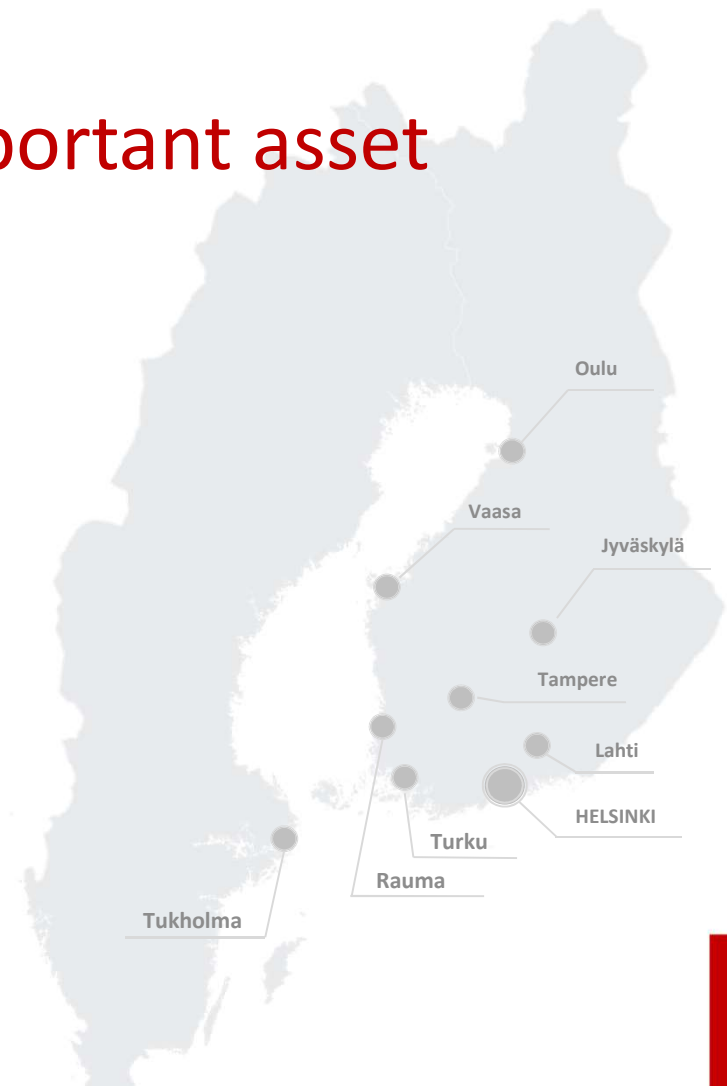 portant asset
Oulu
Vaasa
Jyväskylä
Tampere
Lahti
HELSINKI
Turku
Rauma
Tukholma